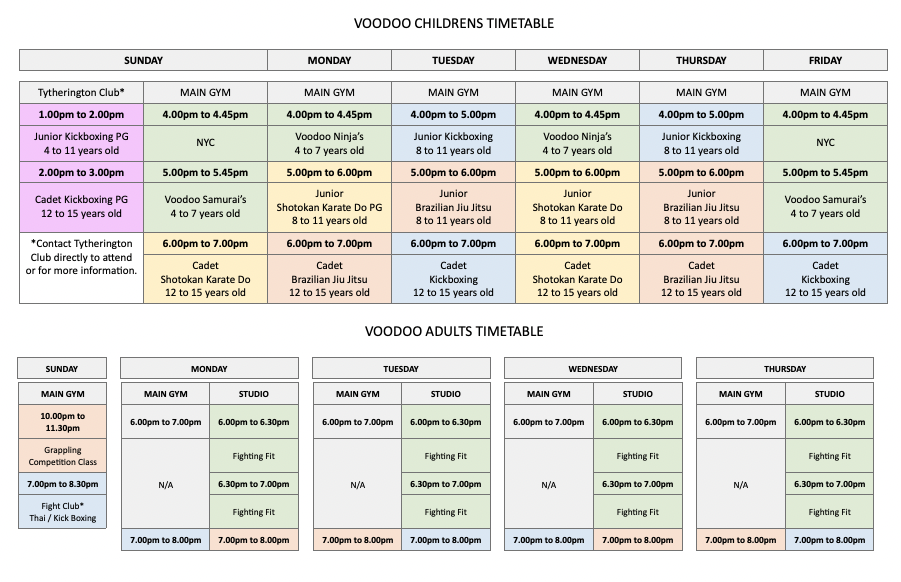 VOODOO CHILDRENS TIMETABLE
SUNDAY MONDAY TUESDAY WEDNESDAY THURSDAY FRIDAY
Tytherington Club* MAIN GYM MAIN GYM MAIN GYM MAIN GYM MAIN GYM MAIN GYM
1.00pm to 2.00pm 4.00pm to 4.45pm 4.00pm to 4.45pm 4.00pm to 5.00pm 4.00pm to 4.45pm 4.00pm to 5.00pm 4.00pm to 4.45pm
Junior Kickboxing PG
4 to 11 years old
NYC
Voodoo Ninja's
4 to 7 years old
Junior Kickboxing
8 to 11 years old
Voodoo Ninja's
4 to 7 years old
Junior Kickboxing
8 to 11 years old
NYC
2.00pm to 3.00pm 5.00pm to 5.45pm 5.00pm to 6.00pm 5.00pm to 6.00pm 5.00pm to 6.00pm 5.00pm to 6.00pm 5.00pm to 5.45pm
Cadet Kickboxing PG
12 to 15 years old
Voodoo Samurai's
4 to 7 years old
Junior
Shotokan Karate Do PG
8 to 11 years old
Junior
Brazilian Jiu Jitsu
8 to 11 years old
Junior
Shotokan Karate Do
8 to 11 years old
Junior
Brazilian Jiu Jitsu
8 to 11 years old
Voodoo Samurai's
4 to 7 years old
*Contact Tytherington
Club directly to attend
or for more information.
6.00pm to 7.00pm 6.00pm to 7.00pm 6.00pm to 7.00pm 6.00pm to 7.00pm 6.00pm to 7.00pm 6.00pm to 7.00pm
Cadet
Shotokan Karate Do
12 to 15 years old
Cadet
Brazilian Jiu Jitsu
12 to 15 years old
Cadet
Kickboxing
12 to 15 years old
Cadet
Shotokan Karate Do
12 to 15 years old
Cadet
Brazilian Jiu Jitsu
12 to 15 years old
Cadet
Kickboxing
12 to 15 years old
VOODOO ADULTS TIMETABLE
SUNDAY
MAIN GYM
10.00pm to
11.30pm
Grappling
Competition Class
7.00pm to 8.30pm
Fight Club*
Thai / Kick Boxing
MONDAY
MAIN GYM STUDIO
6.00pm to 7.00pm 6.00pm to 6.30pm
Fighting Fit
N/A 6.30pm to 7.00pm
Fighting Fit
7.00pm to 8.00pm 7.00pm to 8.00pm
TUESDAY
MAIN GYM STUDIO
6.00pm to 7.00pm 6.00pm to 6.30pm
Fighting Fit
N/A 6.30pm to 7.00pm
Fighting Fit
7.00pm to 8.00pm 7.00pm to 8.00pm
WEDNESDAY
MAIN GYM STUDIO
6.00pm to 7.00pm 6.00pm to 6.30pm
Fighting Fit
N/A 6.30pm to 7.00pm
Fighting Fit
7.00pm to 8.00pm 7.00pm to 8.00pm
THURSDAY
MAIN GYM STUDIO
6.00pm to 7.00pm 6.00pm to 6.30pm
Fighting Fit
N/A 6.30pm to 7.00pm
Fighting Fit
7.00pm to 8.00pm 7.00pm to 8.00pm